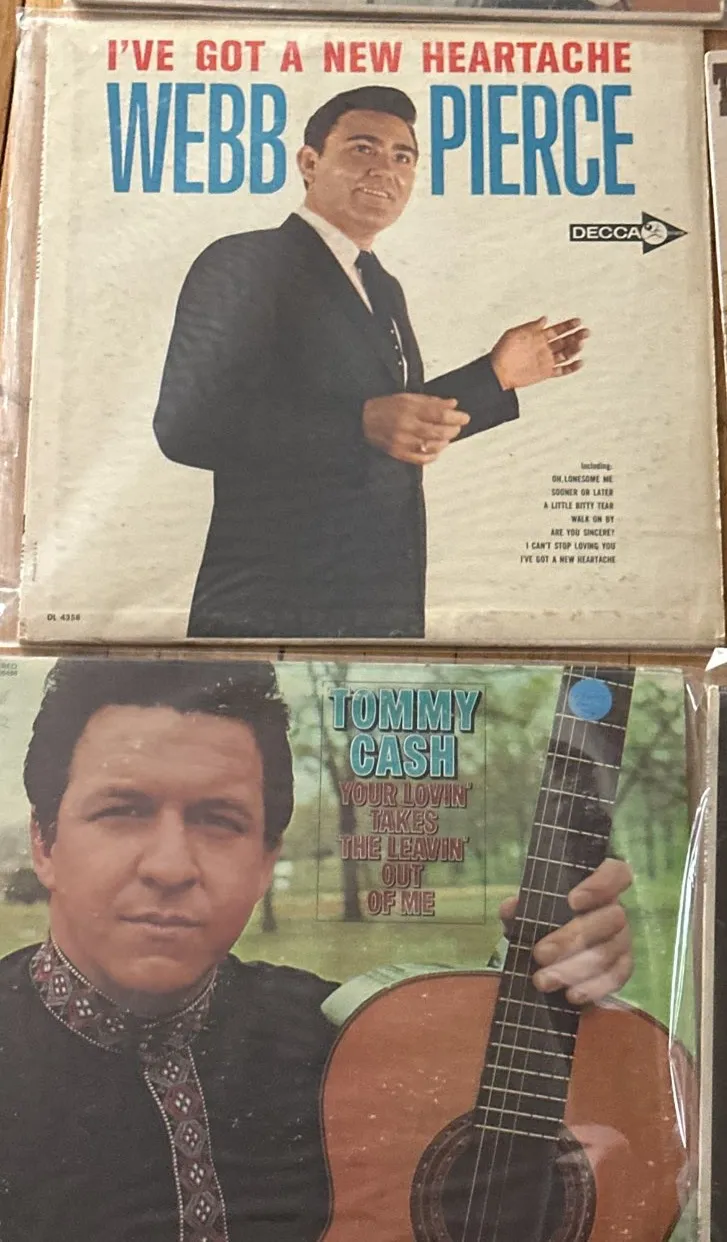 I'VE GOT A NEW HEARTACHE
WEBB PIERCE
DECCA
Including:
OH, LONESOME ME
SOONER OR LATER
A LITTLE BITTY TEAR
WALK ON BY
ARE YOU SINCERE?
I CAN'T STOP LOVING YOU
I'VE GOT A NEW HEARTACHE
DL 4358
TOMMY
CASH
YOUR LOVIN'
TAKES
THE LEAVIN'
OUT
OF ME